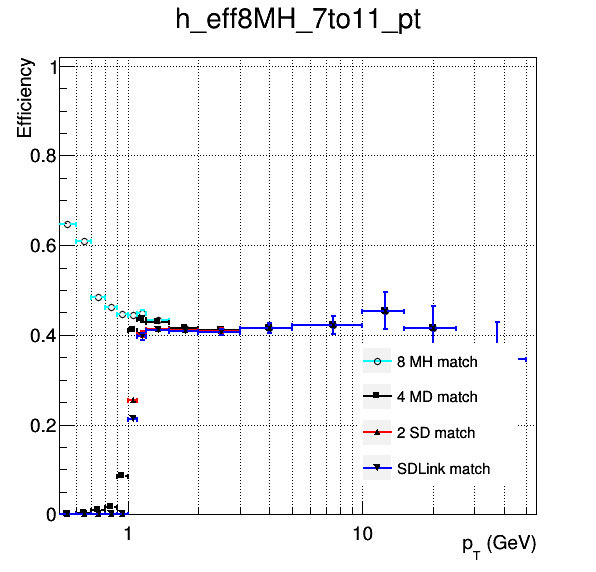 h_eff8MH_7to11_pt
Efficiency
1
0.8
0.6
0.4
0.2
0
8 MH match
4 MD match
2 SD match
SDLink match
1
10
p_T (GeV)